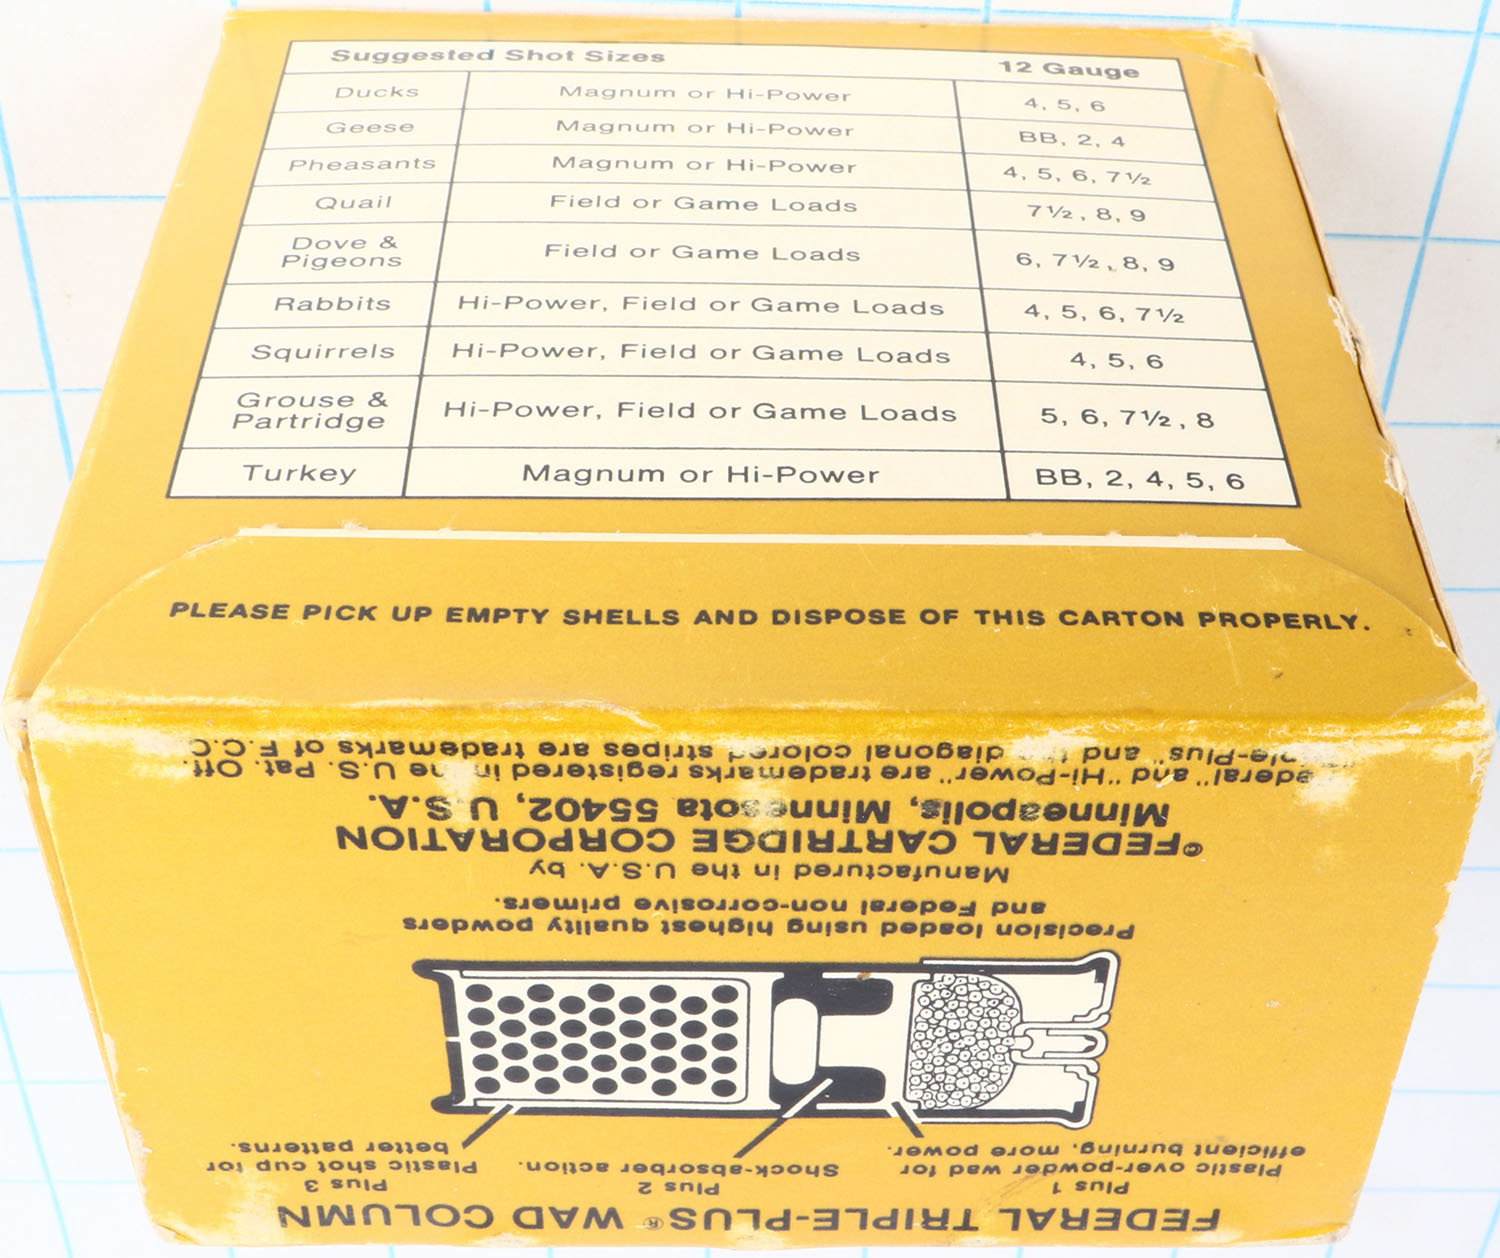 Suggested Shot Sizes 12 Gauge
Ducks Magnum or Hi-Power 4, 5, 6
Geese Magnum or Hi-Power BB, 2, 4
Pheasants Magnum or Hi-Power 4, 5, 6, 7½
Quail Field or Game Loads 7½, 8, 9
Dove &
Pigeons Field or Game Loads 6, 7½, 8, 9
Rabbits Hi-Power, Field or Game Loads 4, 5, 6, 7½
Squirrels Hi-Power, Field or Game Loads 4, 5, 6
Grouse &
Partridge Hi-Power, Field or Game Loads 5, 6, 7½, 8
Turkey Magnum or Hi-Power BB, 2, 4, 5, 6
PLEASE PICK UP EMPTY SHELLS AND DISPOSE OF THIS CARTON PROPERLY.
FEDERAL TRIPLE-PLUS® WAD COLUMN
Plus 1
Plastic over-powder wad for
efficient burning, more power.
Plus 2
Shock-absorber action.
Plus 3
Plastic shot cup for
better patterns.
Precision loaded using highest quality powders
and Federal non-corrosive primers.
Manufactured in the U.S.A. by
©FEDERAL CARTRIDGE CORPORATION
Minneapolis, Minnesota 55402, U.S.A.
and "Hi-Power" are trademarks registered in U.S. Pat. Off.
and diagonal colored stripes are trademarks of F.C.C.